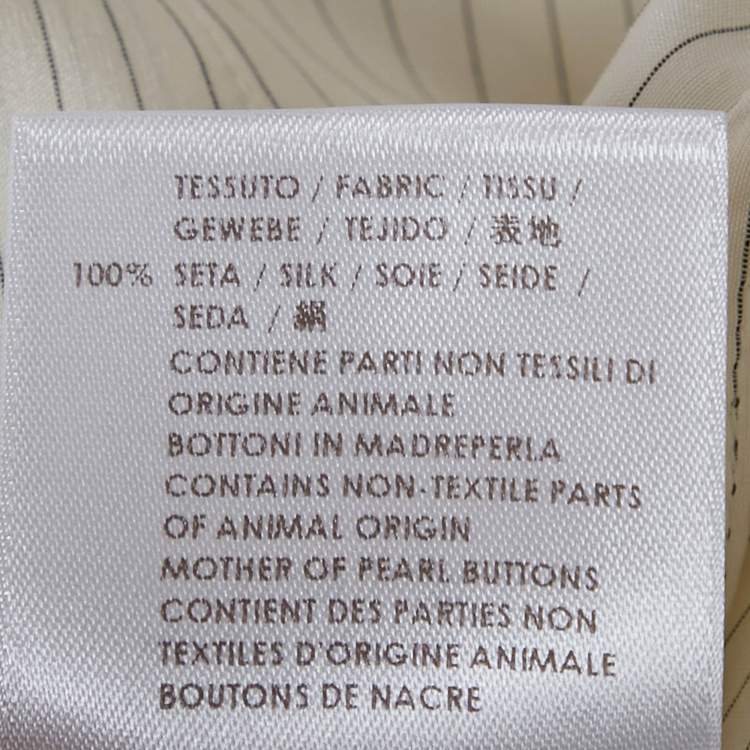 TESSUTO / FABRIC / TISSU /
GEWEBE / TEJIDO / 表地
100% SETA / SILK / SOIE / SEIDE /
SEDA / 絹
CONTIENE PARTI NON TESSILI DI
ORIGINE ANIMALE
BOTTONI IN MADREPERLA
CONTAINS NON-TEXTILE PARTS
OF ANIMAL ORIGIN
MOTHER OF PEARL BUTTONS
CONTIENT DES PARTIES NON
TEXTILES D'ORIGINE ANIMALE
BOUTONS DE NACRE